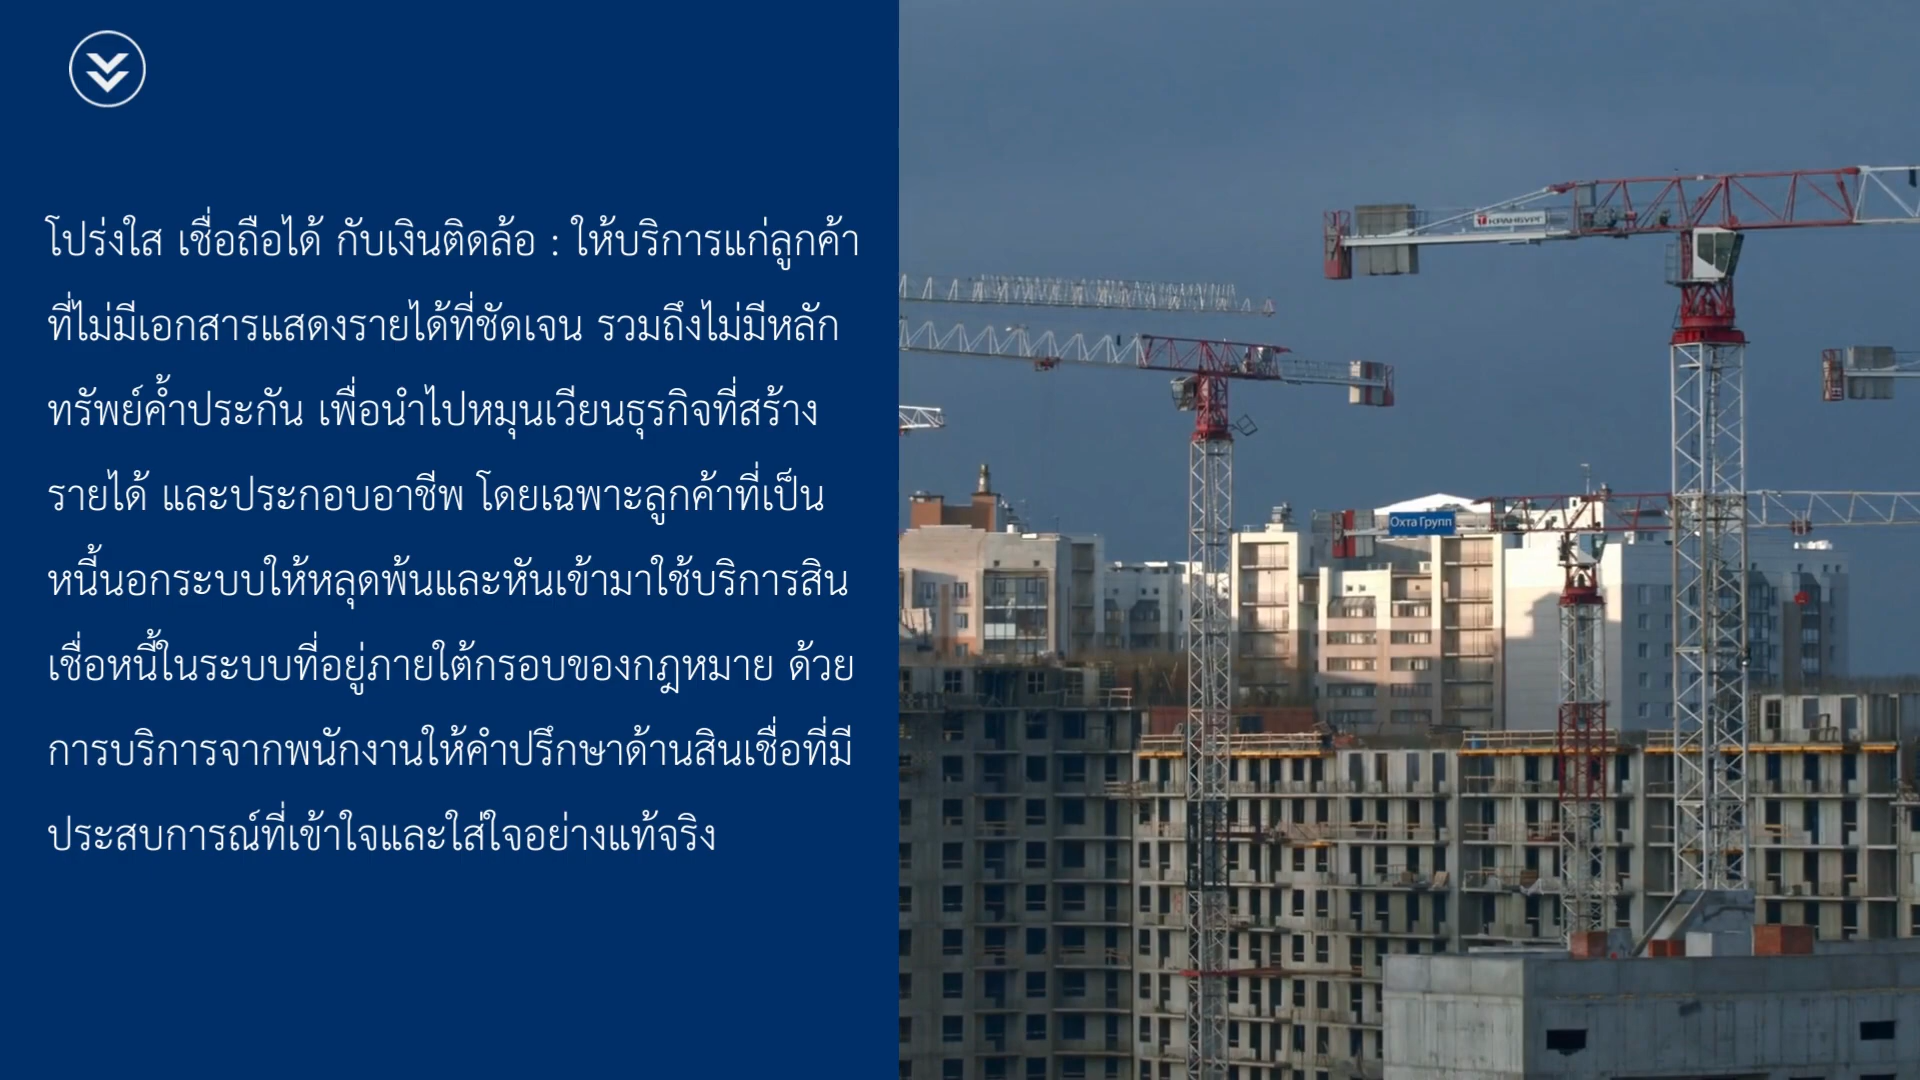 โปร่งใส เชื่อถือได้ กับเงินติดล้อ : ให้บริการแก่ลูกค้า
ที่ไม่มีเอกสารแสดงรายได้ที่ชัดเจน รวมถึงไม่มีหลัก
ทรัพย์ค้ำประกัน เพื่อนำไปหมุนเวียนธุรกิจที่สร้าง
รายได้ และประกอบอาชีพ โดยเฉพาะลูกค้าที่เป็น
หนี้นอกระบบให้หลุดพ้นและหันเข้ามาใช้บริการสิน
เชื่อหนี้ในระบบที่อยู่ภายใต้กรอบของกฎหมาย ด้วย
การบริการจากพนักงานให้คำปรึกษาด้านสินเชื่อที่มี
ประสบการณ์ที่เข้าใจและใส่ใจอย่างแท้จริง
КРАНБУРГ
Охта Групп